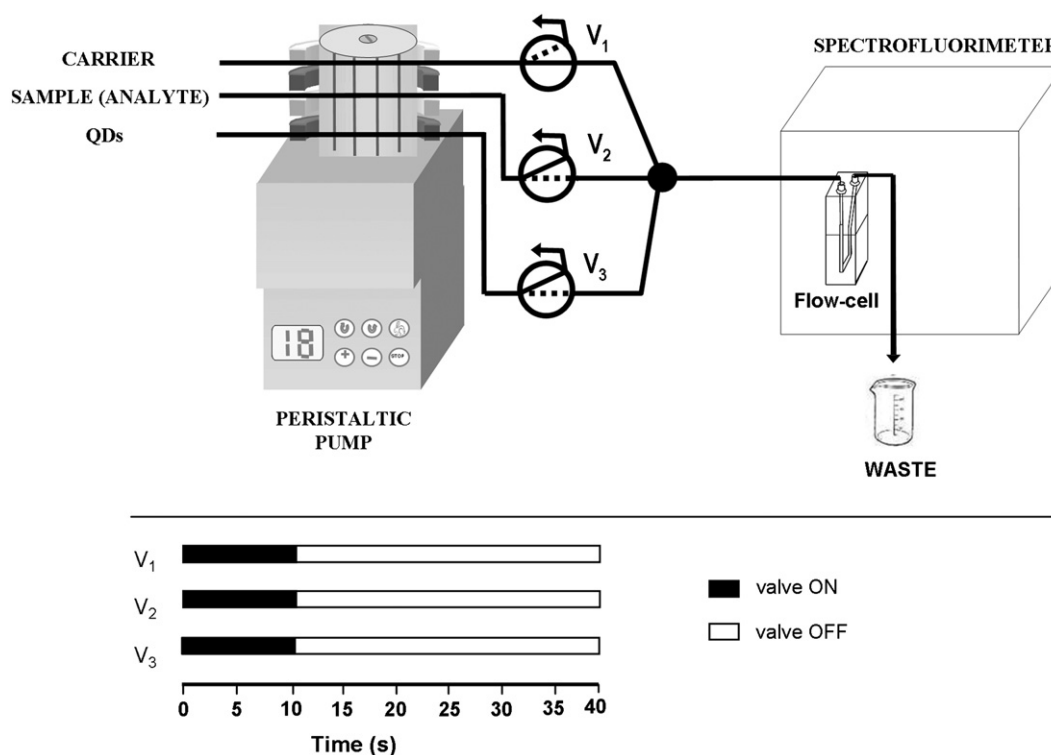 CARRIER
SAMPLE (ANALYTE)
QDs
V1
V2
V3
SPECTROFLUORIMETER
Flow-cell
18
+
−
STOP
PERISTALTIC
PUMP
WASTE
V1
V2
V3
valve ON
valve OFF
0 5 10 15 20 25 30 35 40
Time (s)